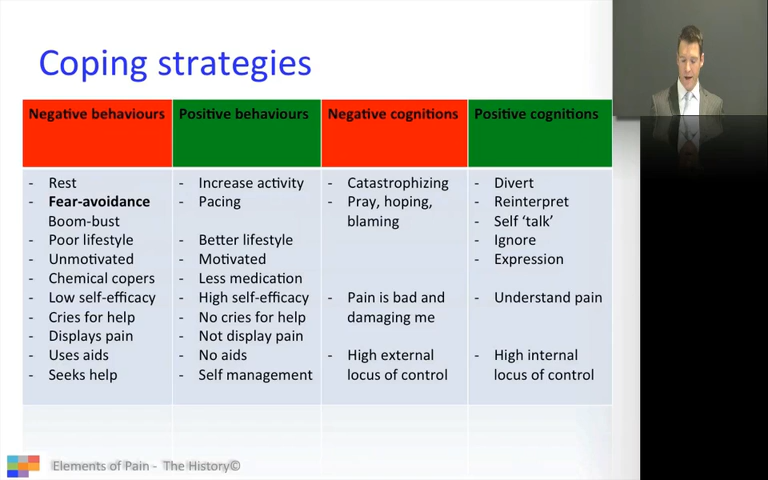 Coping strategies
Negative behaviours
Positive behaviours
Negative cognitions
Positive cognitions
- Rest
- Fear-avoidance
Boom-bust
- Poor lifestyle
- Unmotivated
- Chemical copers
- Low self-efficacy
- Cries for help
- Displays pain
- Uses aids
- Seeks help
- Increase activity
- Pacing
- Better lifestyle
- Motivated
- Less medication
- High self-efficacy
- No cries for help
- Not display pain
- No aids
- Self management
- Catastrophizing
- Pray, hoping,
blaming
- Pain is bad and
damaging me
- High external
locus of control
- Divert
- Reinterpret
- Self ‘talk’
- Ignore
- Expression
- Understand pain
- High internal
locus of control
Elements of Pain - The History©